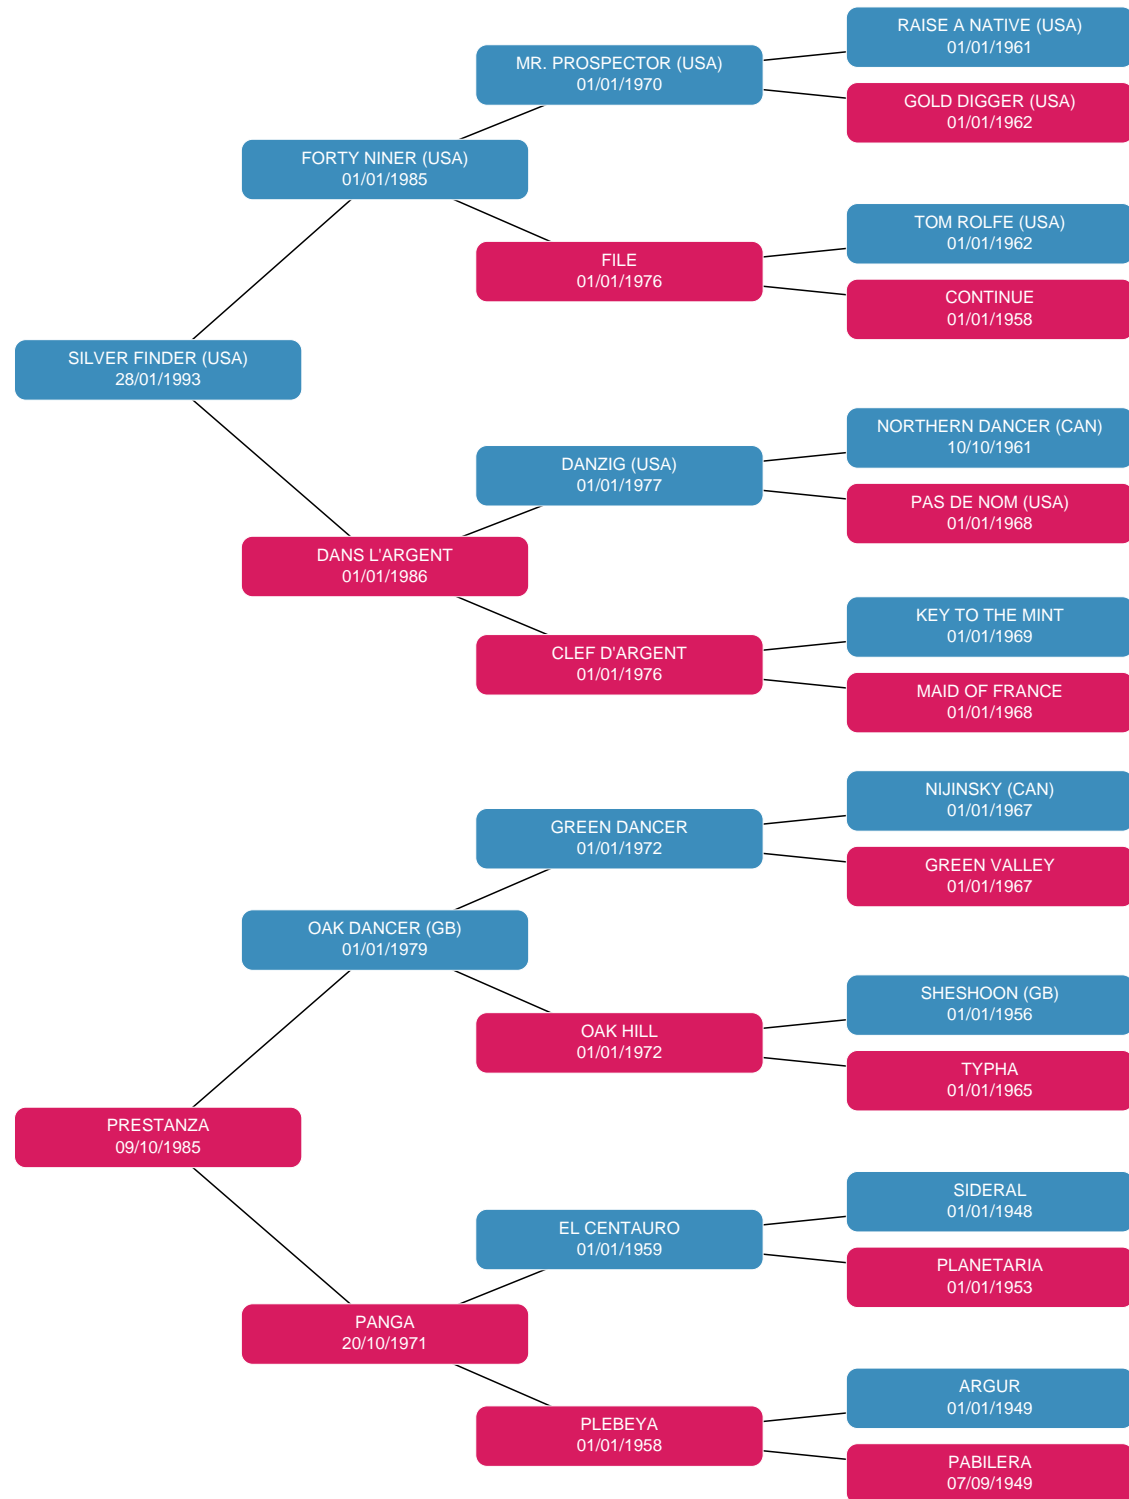 RAISE A NATIVE (USA)
01/01/1961
MR. PROSPECTOR (USA)
01/01/1970
GOLD DIGGER (USA)
01/01/1962
FORTY NINER (USA)
01/01/1985
TOM ROLFE (USA)
01/01/1962
FILE
01/01/1976
CONTINUE
01/01/1958
SILVER FINDER (USA)
28/01/1993
NORTHERN DANCER (CAN)
10/10/1961
DANZIG (USA)
01/01/1977
PAS DE NOM (USA)
01/01/1968
DANS L'ARGENT
01/01/1986
KEY TO THE MINT
01/01/1969
CLEF D'ARGENT
01/01/1976
MAID OF FRANCE
01/01/1968
NIJINSKY (CAN)
01/01/1967
GREEN DANCER
01/01/1972
GREEN VALLEY
01/01/1967
OAK DANCER (GB)
01/01/1979
SHESHOON (GB)
01/01/1956
OAK HILL
01/01/1972
TYPHA
01/01/1965
PRESTANZA
09/10/1985
SIDERAL
01/01/1948
EL CENTAURO
01/01/1959
PLANETARIA
01/01/1953
PANGA
20/10/1971
ARGUR
01/01/1949
PLEBEYA
01/01/1958
PABILERA
07/09/1949